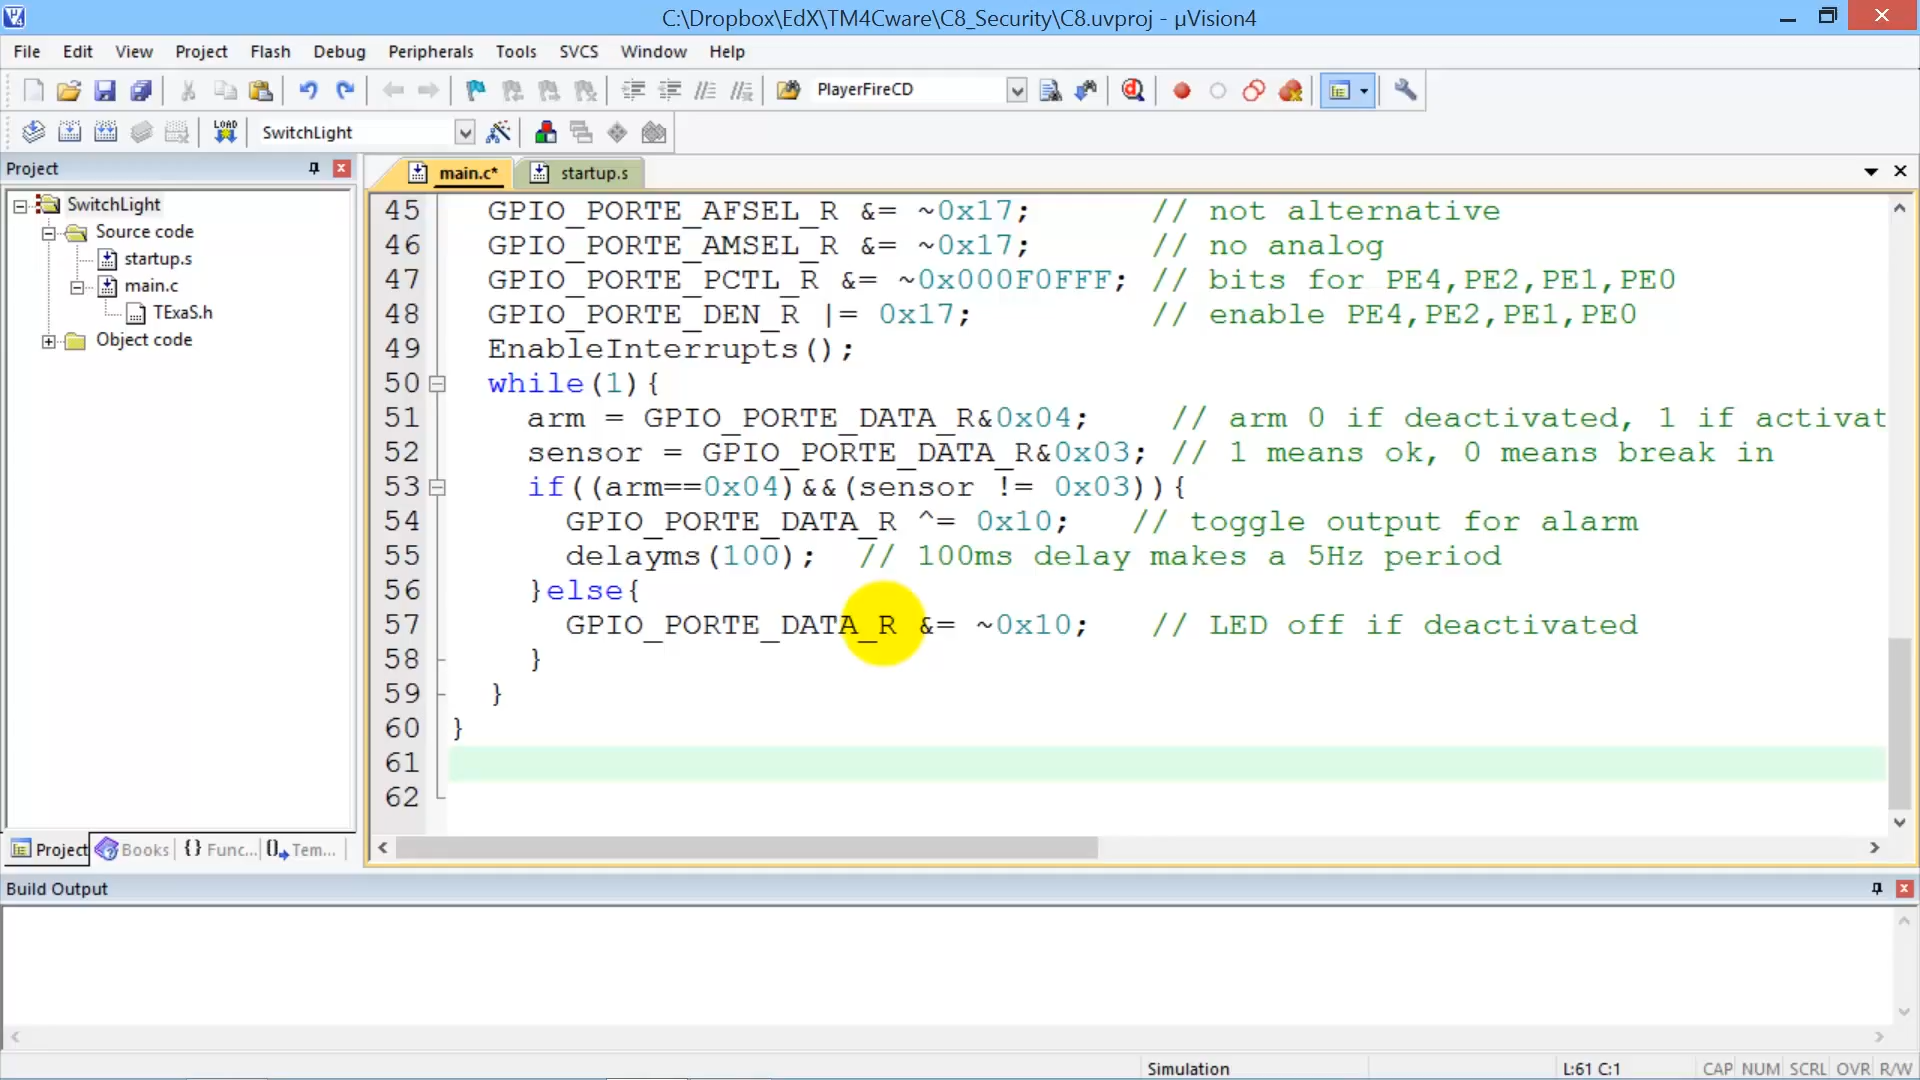 C:\Dropbox\EdX\TM4Cware\C8_Security\C8.uvproj - µVision4
File Edit View Project Flash Debug Peripherals Tools SVCS Window Help
PlayerFireCD
LOAD SwitchLight
Project
main.c* startup.s
SwitchLight
Source code
startup.s
main.c
TExaS.h
Object code
45 GPIO_PORTE_AFSEL_R &= ~0x17; // not alternative
46 GPIO_PORTE_AMSEL_R &= ~0x17; // no analog
47 GPIO_PORTE_PCTL_R &= ~0x000F0FFF; // bits for PE4,PE2,PE1,PE0
48 GPIO_PORTE_DEN_R |= 0x17; // enable PE4,PE2,PE1,PE0
49 EnableInterrupts();
50 while(1){
51 arm = GPIO_PORTE_DATA_R&0x04; // arm 0 if deactivated, 1 if activat
52 sensor = GPIO_PORTE_DATA_R&0x03; // 1 means ok, 0 means break in
53 if((arm==0x04)&&(sensor != 0x03)){
54 GPIO_PORTE_DATA_R ^= 0x10; // toggle output for alarm
55 delayms(100); // 100ms delay makes a 5Hz period
56 }else{
57 GPIO_PORTE_DATA_R &= ~0x10; // LED off if deactivated
58 }
59 }
60 }
61
62
Project Books {} Func... Tem...
Build Output
Simulation L:61 C:1 CAP NUM SCRL OVR R/W